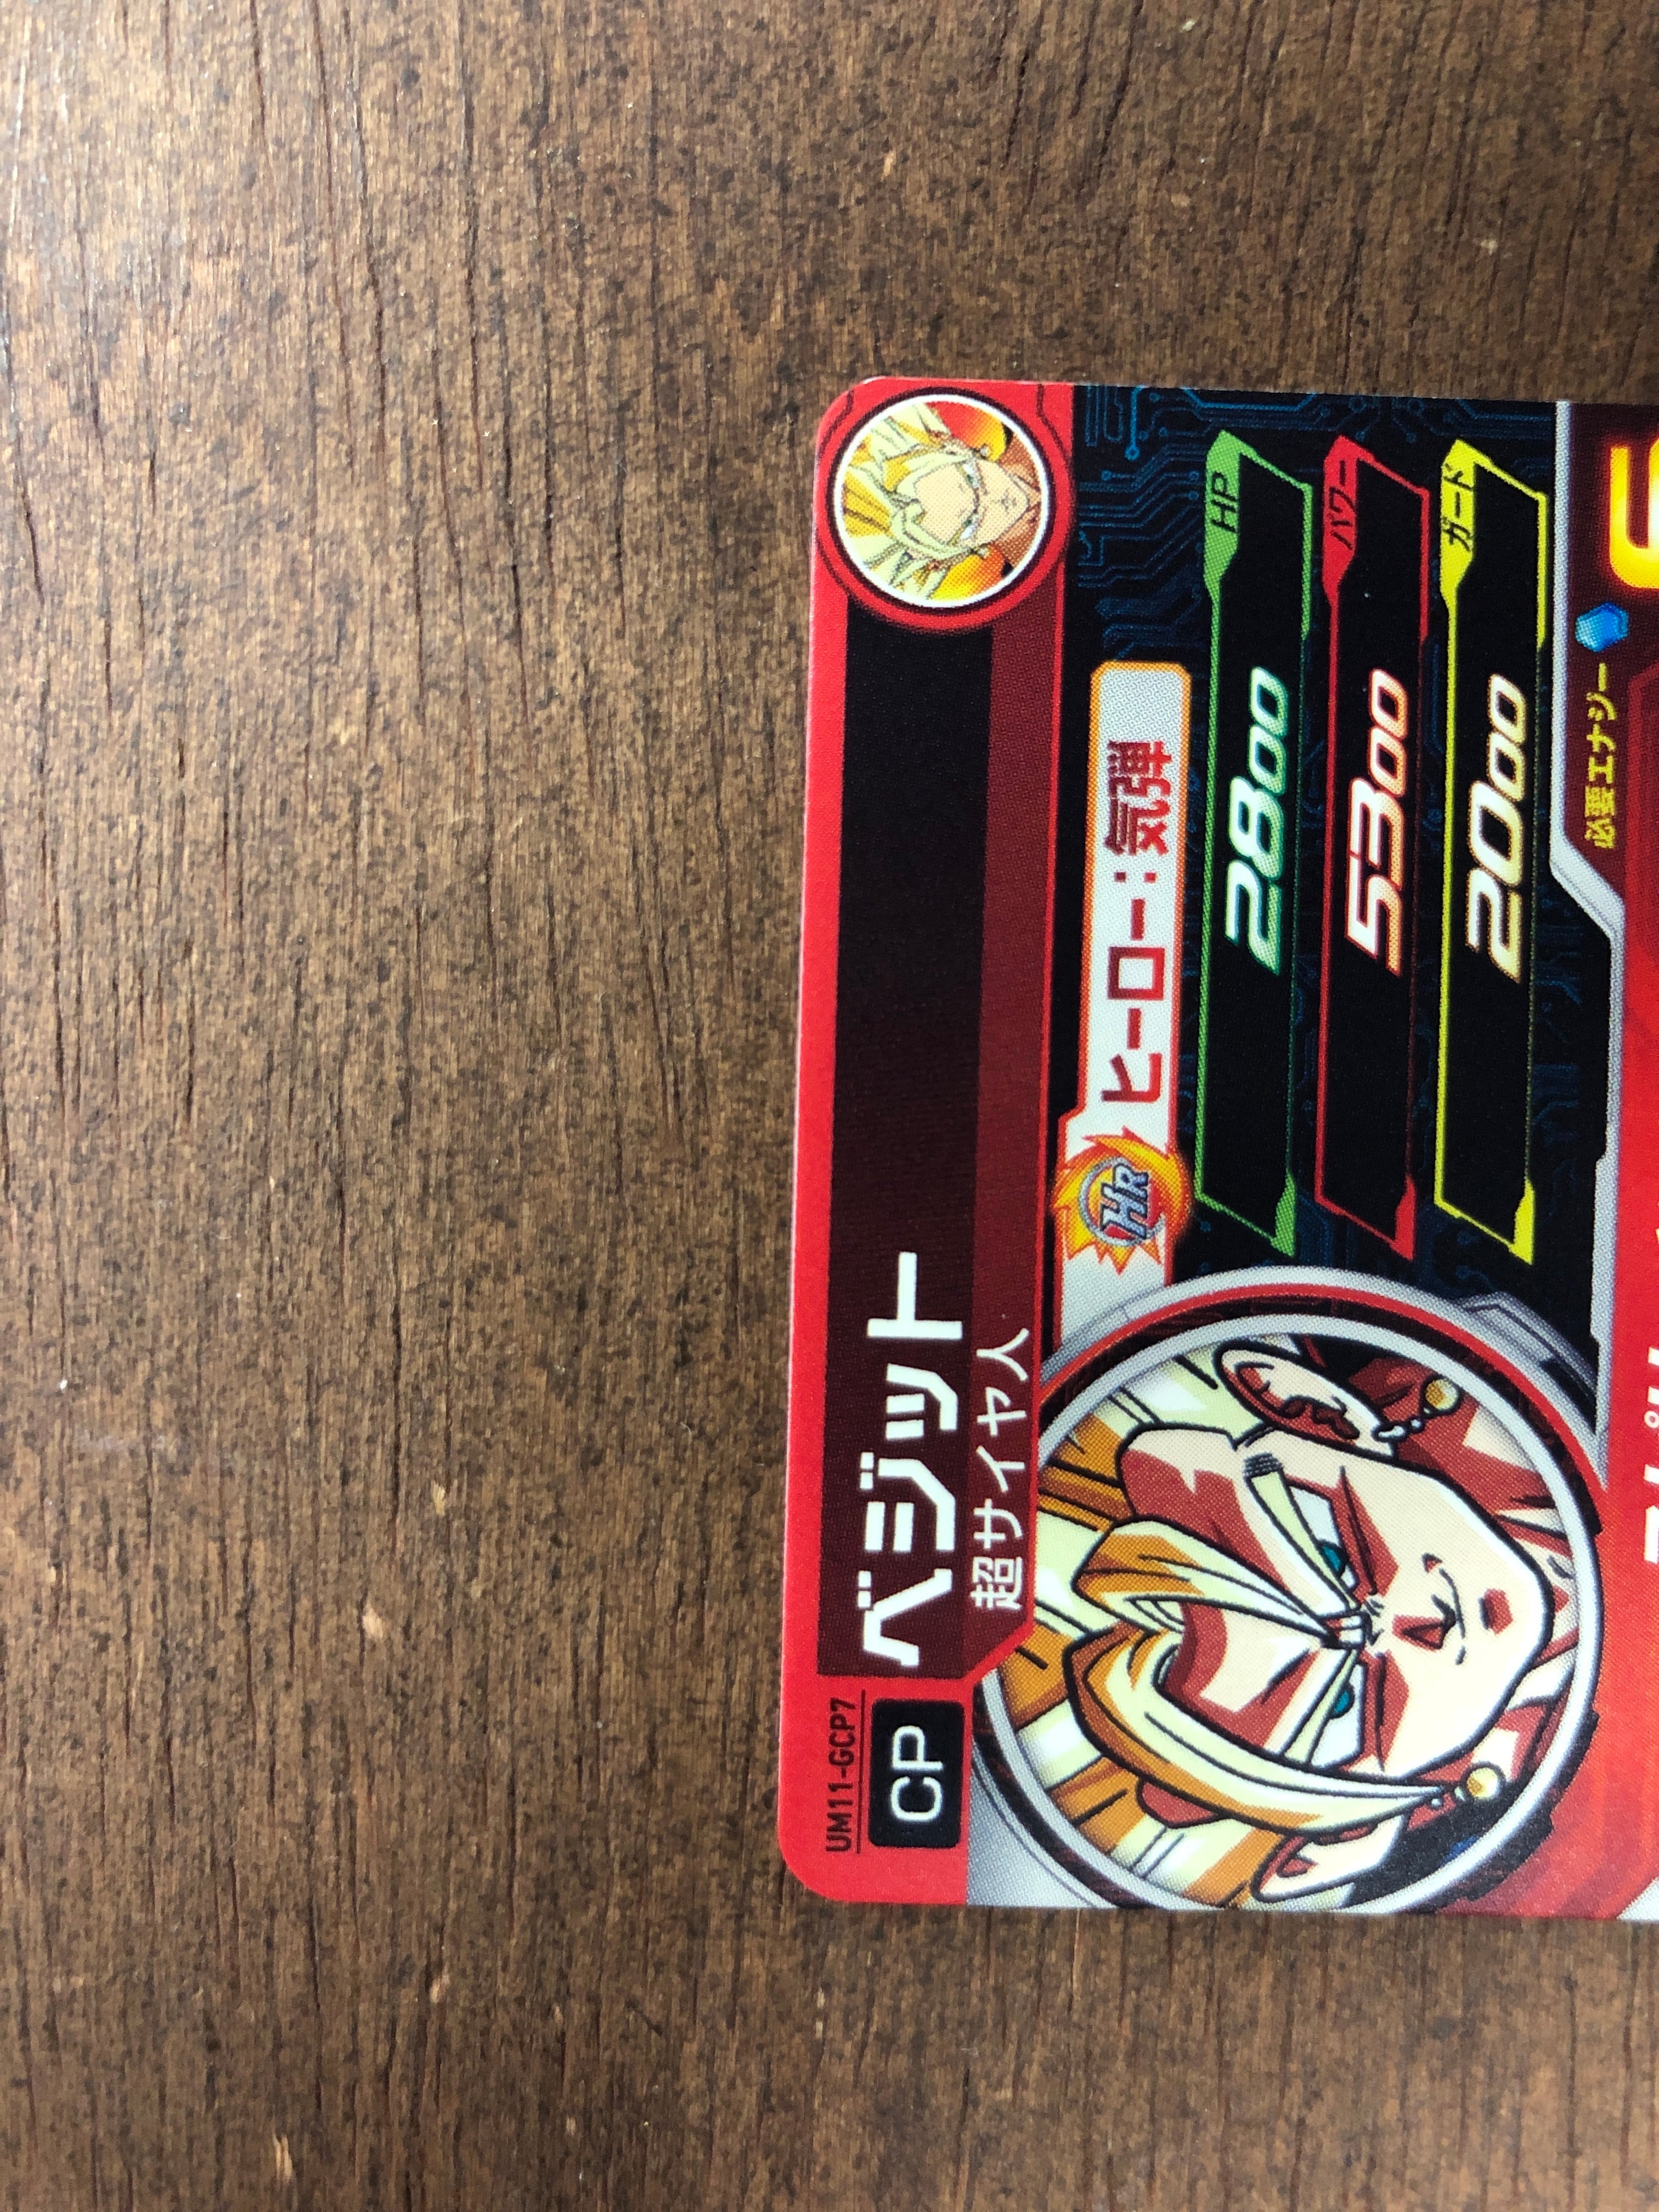 UM11-GCP7
CP
ベジット
超サイヤ人
HR
ヒーロー：気弾
HP
2800
パワー
5300
ガード
2000
必要エナジー